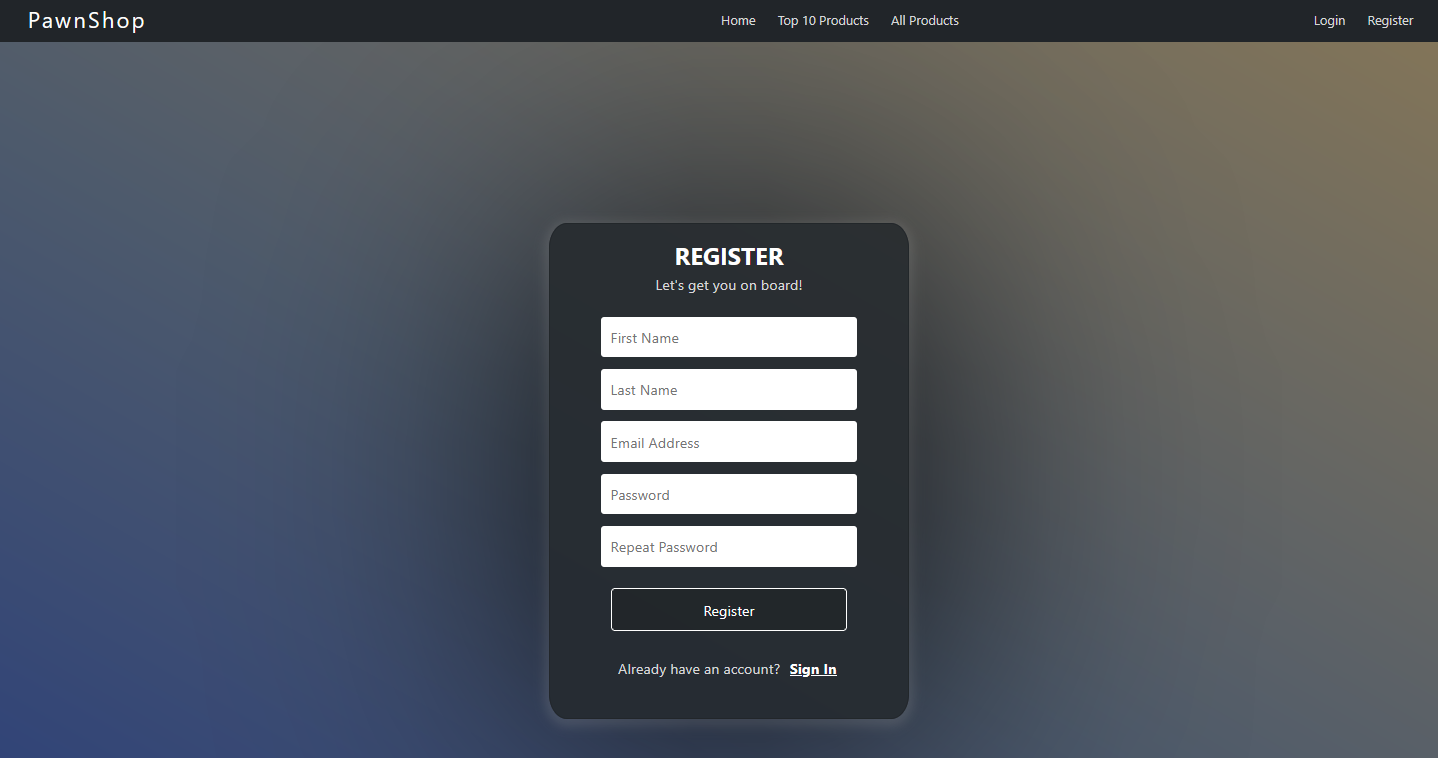 PawnShop Home Top 10 Products All Products Login Register
REGISTER
Let's get you on board!
First Name
Last Name
Email Address
Password
Repeat Password
Register
Already have an account? Sign In